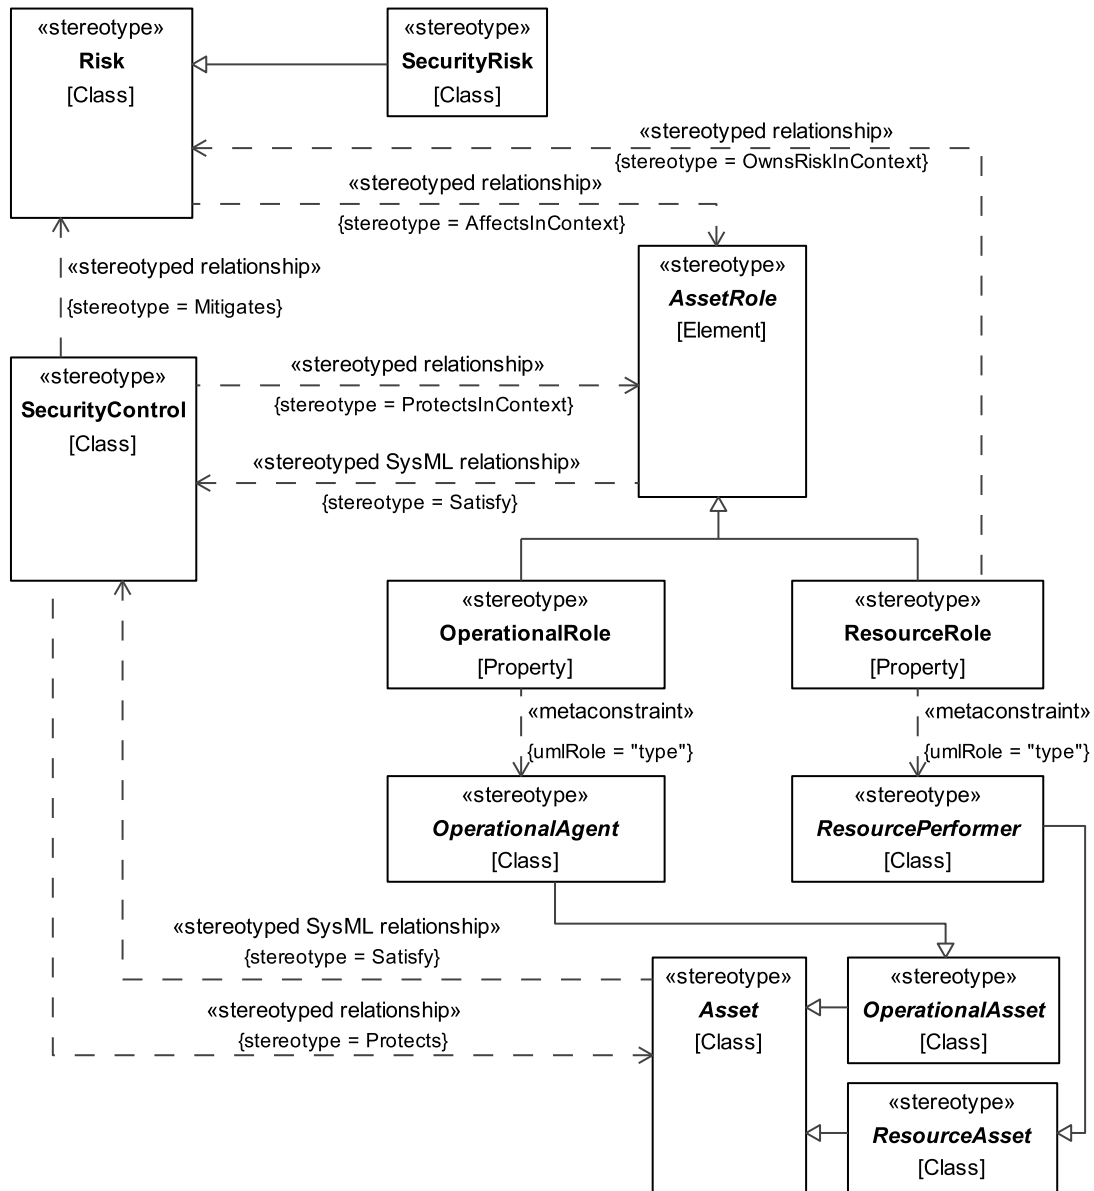 «stereotype»
Risk
[Class]
«stereotype»
SecurityRisk
[Class]
«stereotyped relationship»
{stereotype = OwnsRiskInContext}
«stereotyped relationship»
{stereotype = AffectsInContext}
«stereotyped relationship»
{stereotype = Mitigates}
«stereotype»
AssetRole
[Element]
«stereotype»
SecurityControl
[Class]
«stereotyped relationship»
{stereotype = ProtectsInContext}
«stereotyped SysML relationship»
{stereotype = Satisfy}
«stereotype»
OperationalRole
[Property]
«stereotype»
ResourceRole
[Property]
«metaconstraint»
{umlRole = "type"}
«metaconstraint»
{umlRole = "type"}
«stereotype»
OperationalAgent
[Class]
«stereotype»
ResourcePerformer
[Class]
«stereotyped SysML relationship»
{stereotype = Satisfy}
«stereotyped relationship»
{stereotype = Protects}
«stereotype»
Asset
[Class]
«stereotype»
OperationalAsset
[Class]
«stereotype»
ResourceAsset
[Class]